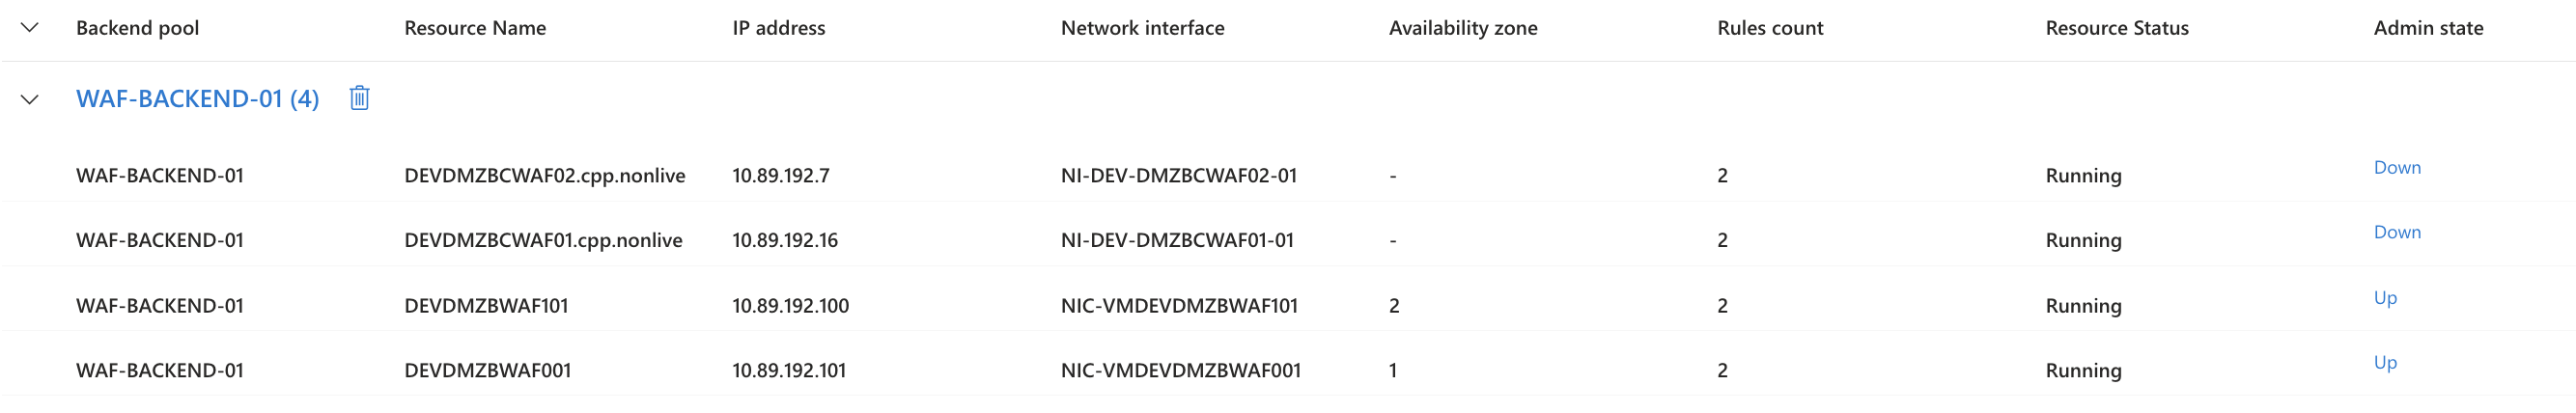 Backend pool Resource Name IP address Network interface Availability zone Rules count Resource Status Admin state
WAF-BACKEND-01 (4)
WAF-BACKEND-01 DEVDMZBCWAF02.cpp.nonlive 10.89.192.7 NI-DEV-DMZBCWAF02-01 - 2 Running Down
WAF-BACKEND-01 DEVDMZBCWAF01.cpp.nonlive 10.89.192.16 NI-DEV-DMZBCWAF01-01 - 2 Running Down
WAF-BACKEND-01 DEVDMZBWAF101 10.89.192.100 NIC-VMDEVDMZBWAF101 2 2 Running Up
WAF-BACKEND-01 DEVDMZBWAF001 10.89.192.101 NIC-VMDEVDMZBWAF001 1 2 Running Up